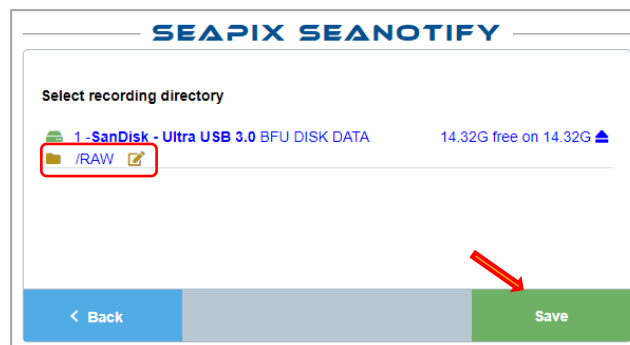 SEAPIX SEANOTIFY
Select recording directory
1 -SanDisk - Ultra USB 3.0 BFU DISK DATA 14.32G free on 14.32G
/RAW
Back Save